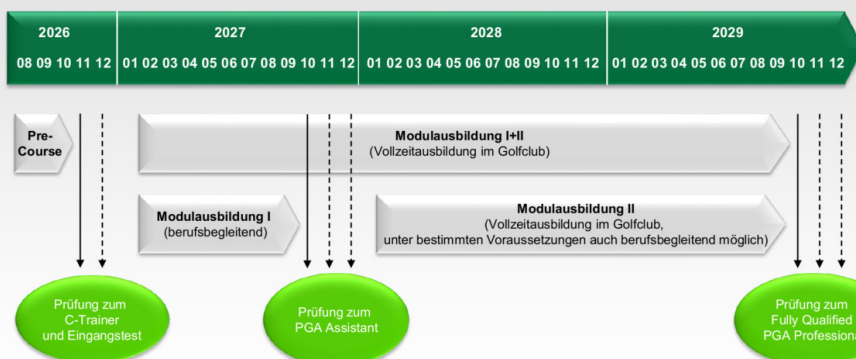 2026
2027
2028
2029
08 09 10 11 12
01 02 03 04 05 06 07 08 09 10 11 12
01 02 03 04 05 06 07 08 09 10 11 12
01 02 03 04 05 06 07 08 09 10 11 12
Pre-
Course
Modulausbildung I+II
(Vollzeitausbildung im Golfclub)
Modulausbildung I
(berufsbegleitend)
Modulausbildung II
(Vollzeitausbildung im Golfclub,
unter bestimmten Voraussetzungen auch berufsbegleitend möglich)
Prüfung zum
C-Trainer
und Eingangstest
Prüfung zum
PGA Assistant
Prüfung zum
Fully Qualified
PGA Professional